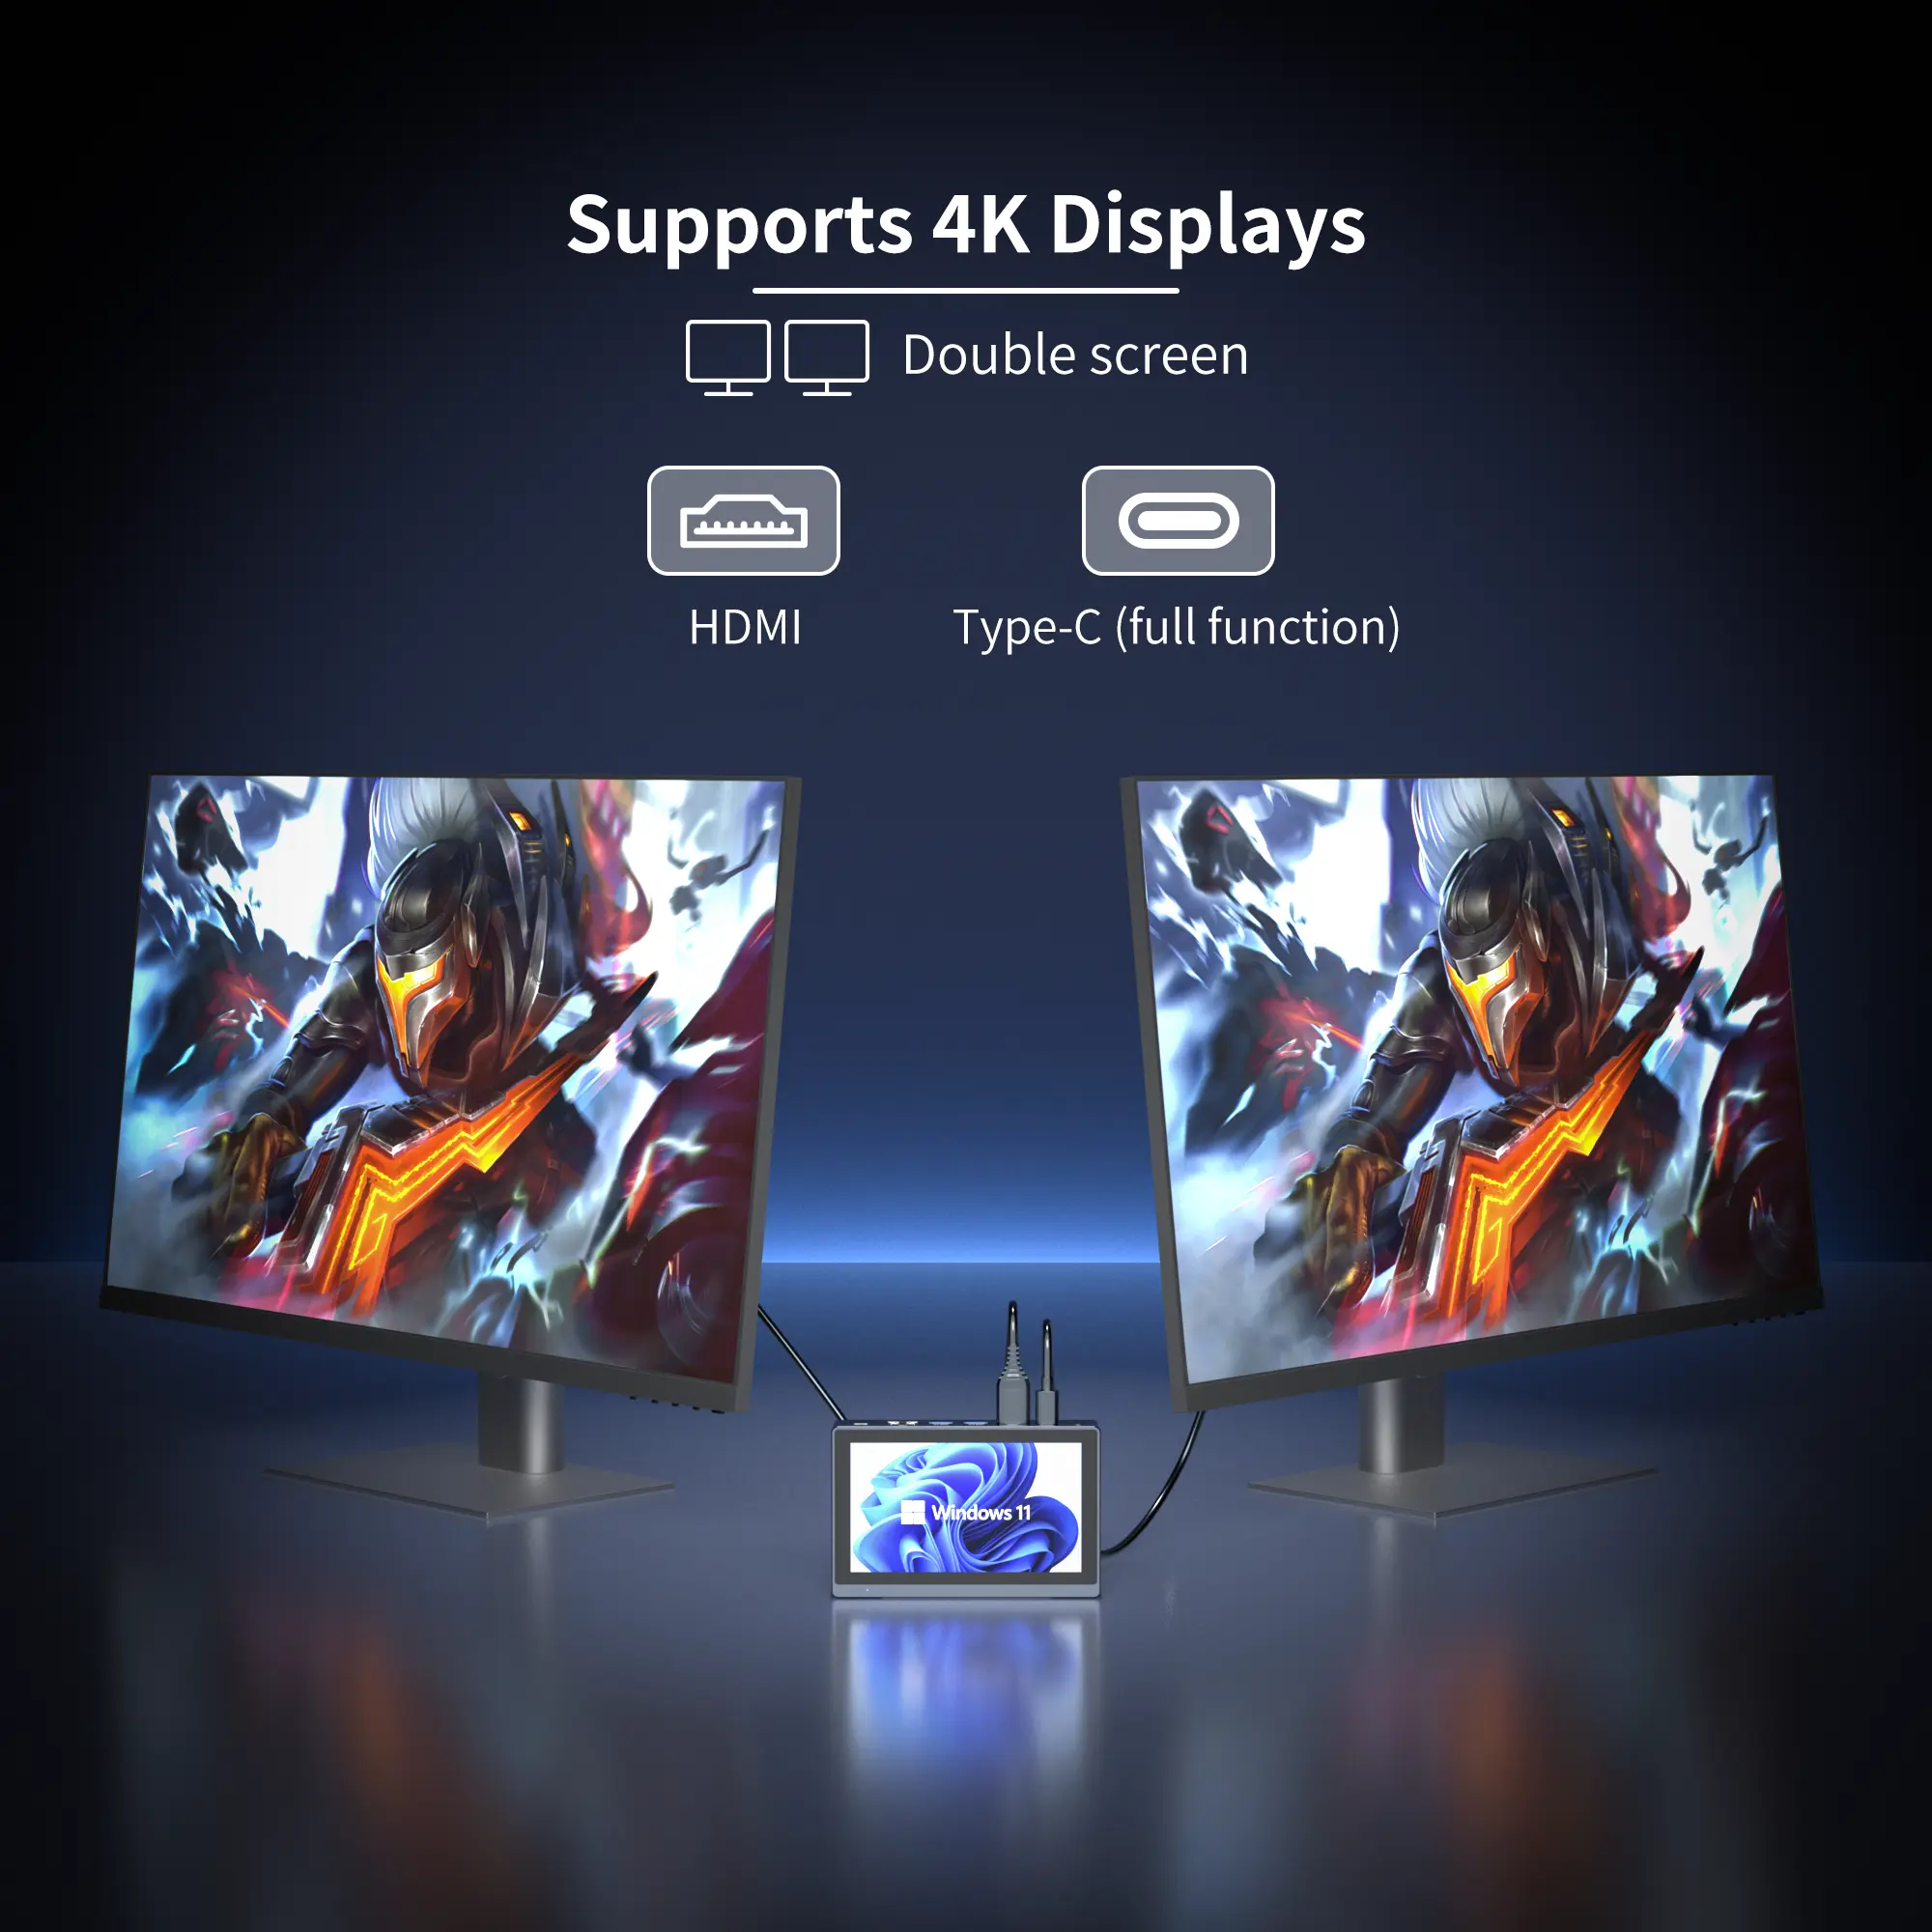 Supports 4K Displays
Double screen
HDMI
Type-C (full function)
Windows 11